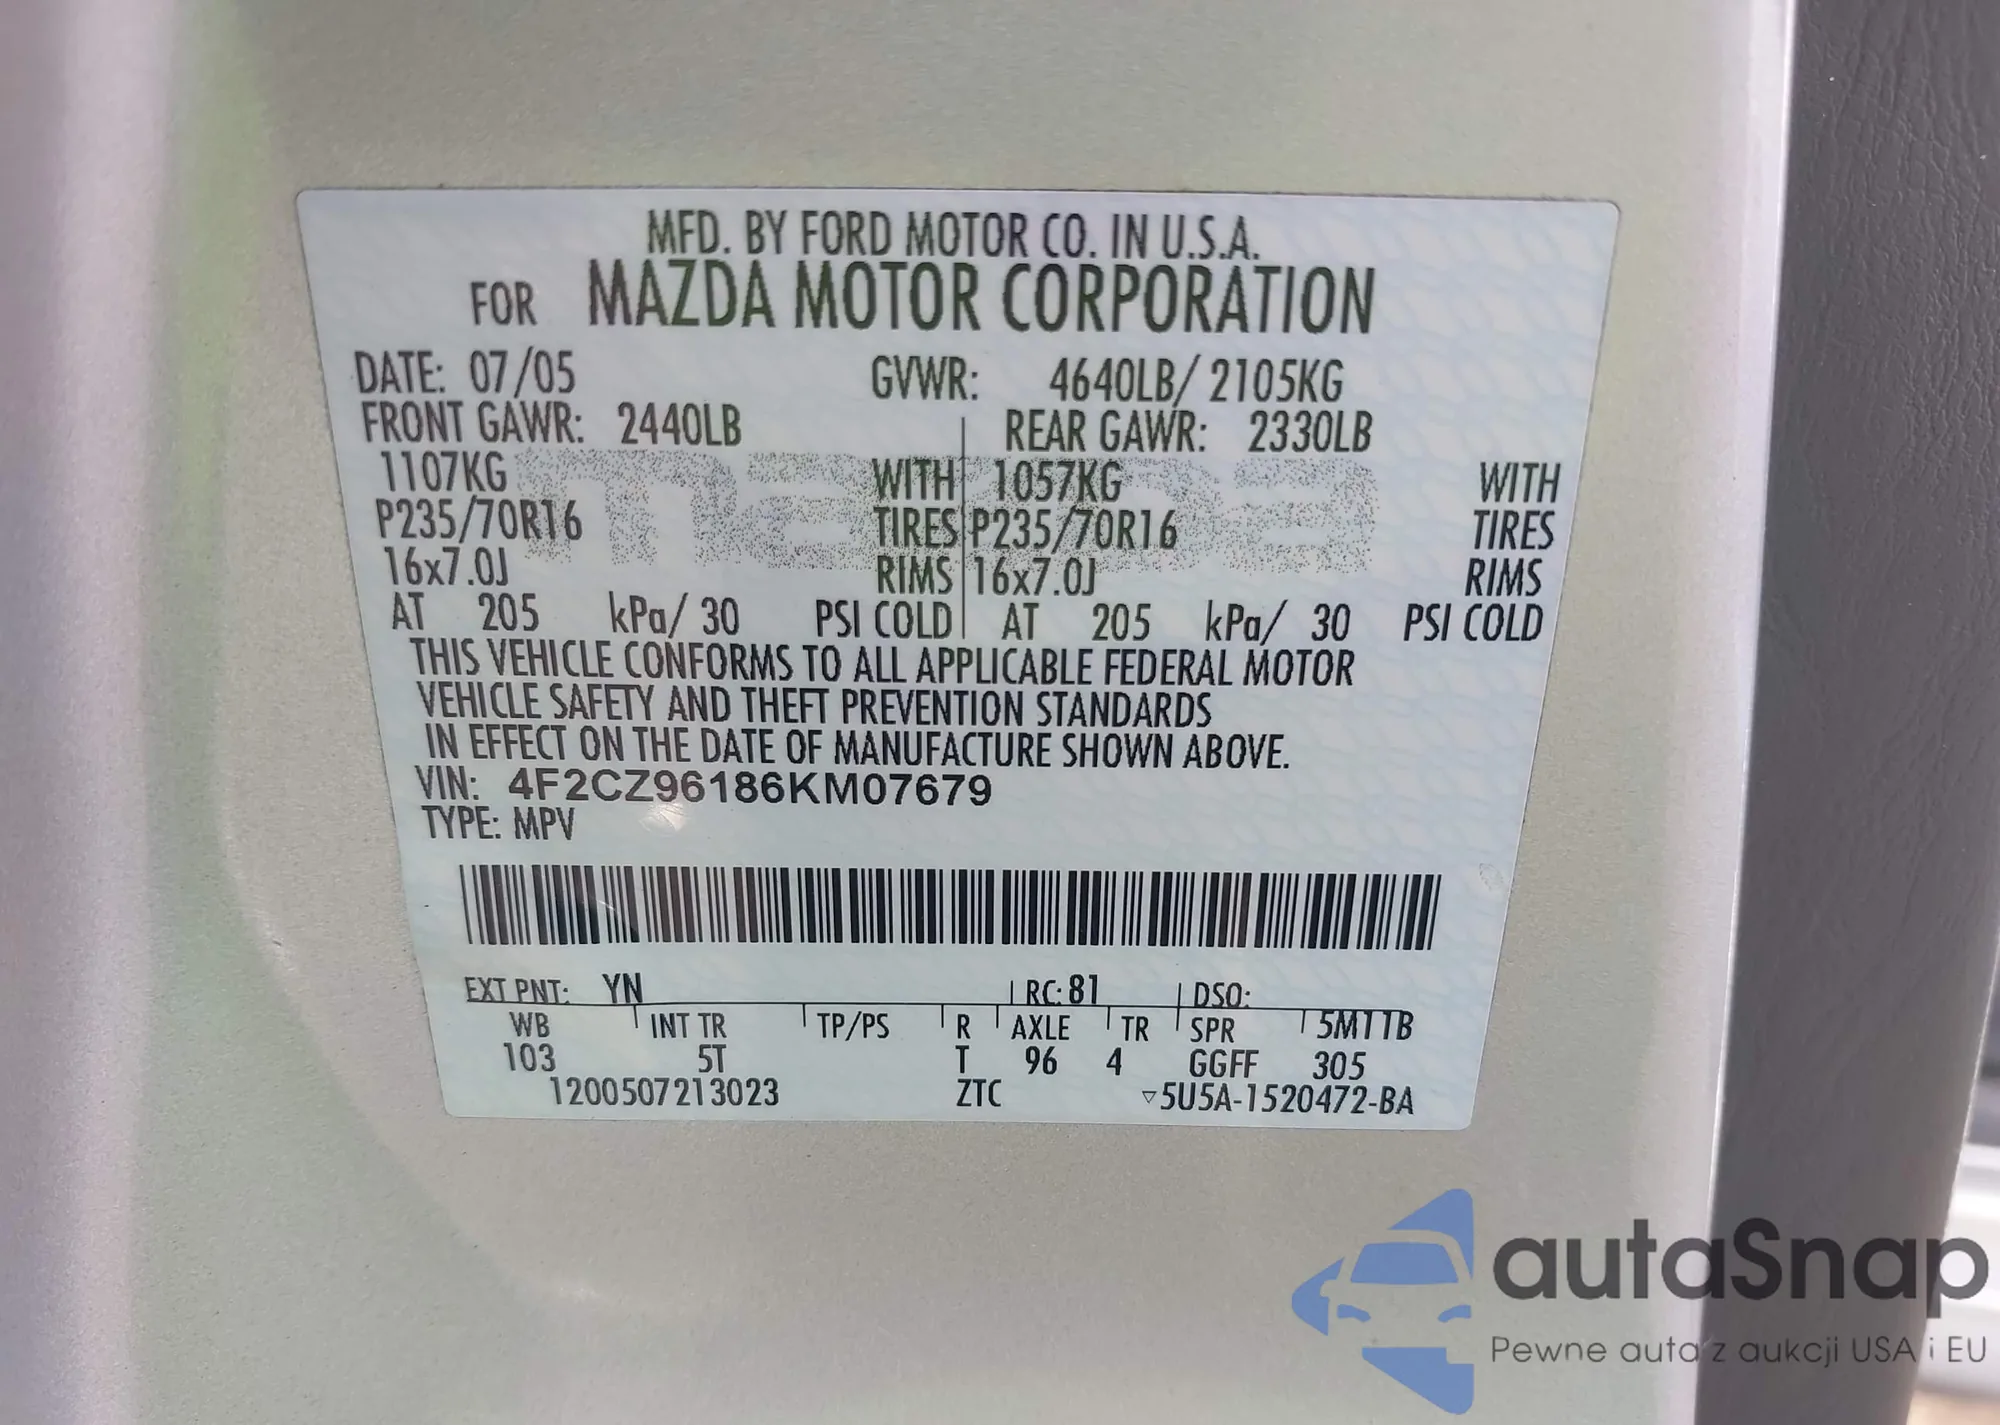 MFD. BY FORD MOTOR CO. IN U.S.A.
FOR MAZDA MOTOR CORPORATION
DATE: 07/05 GVWR: 4640LB/ 2105KG
FRONT GAWR: 2440LB REAR GAWR: 2330LB
1107KG WITH 1057KG WITH
P235/70R16 TIRES P235/70R16 TIRES
16x7.0J RIMS 16x7.0J RIMS
AT 205 kPa/ 30 PSI COLD AT 205 kPa/ 30 PSI COLD
THIS VEHICLE CONFORMS TO ALL APPLICABLE FEDERAL MOTOR
VEHICLE SAFETY AND THEFT PREVENTION STANDARDS
IN EFFECT ON THE DATE OF MANUFACTURE SHOWN ABOVE.
VIN: 4F2CZ96186KM07679
TYPE: MPV
EXT PNT: YN RC: 81 DSO:
WB INT TR TP/PS R AXLE TR SPR 5M11B
103 5T T 96 4 GGFF 305
1200507213023 ZTC ▽5U5A-1520472-BA
autaSnap
Pewne auta z aukcji USA i EU